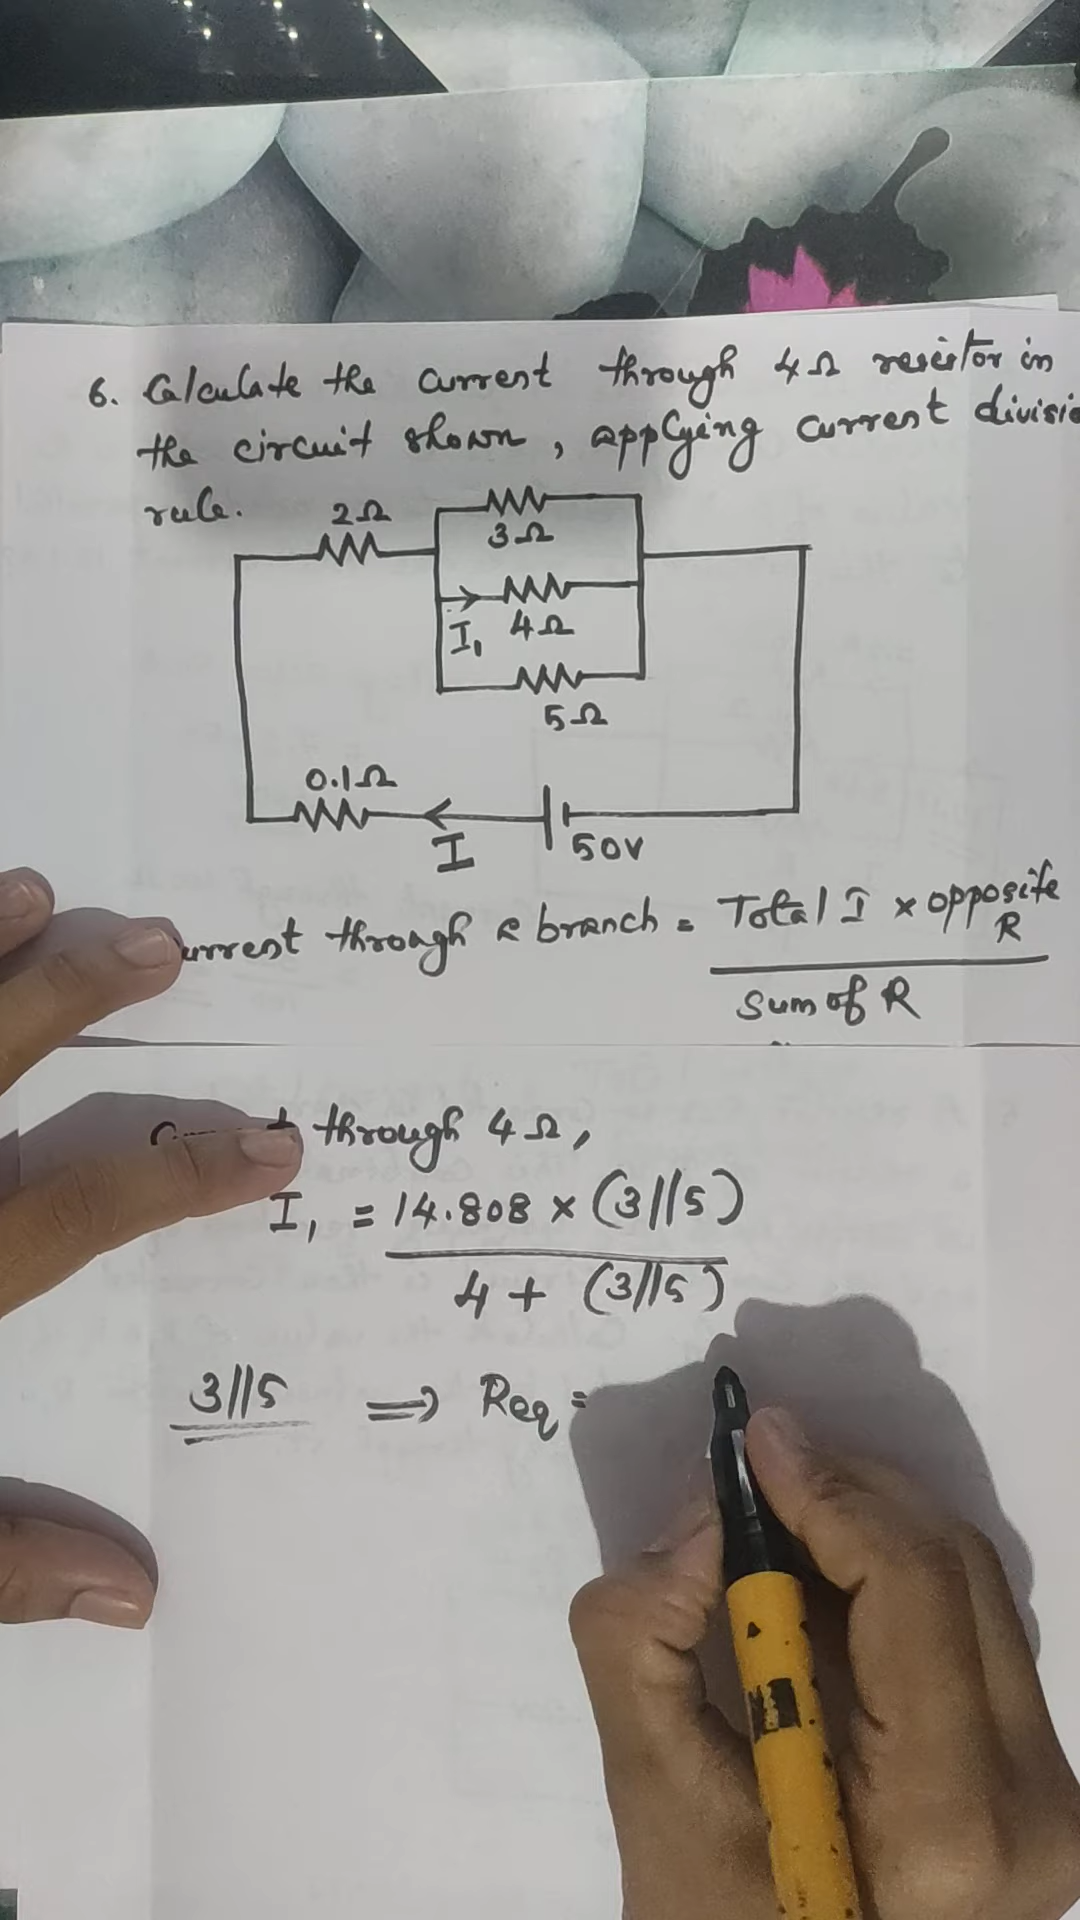 6. Calculate the current through 4Ω resistor in
the circuit shown, applying current divisio
rule.
2Ω
3Ω
I₁ 4Ω
5Ω
0.1Ω
I
50V
urrent through a branch = Total I × opposite R
Sum of R
through 4Ω,
I₁ = 14.808 × (3||5)
4 + (3||5)
3||5 ⇒ Req =